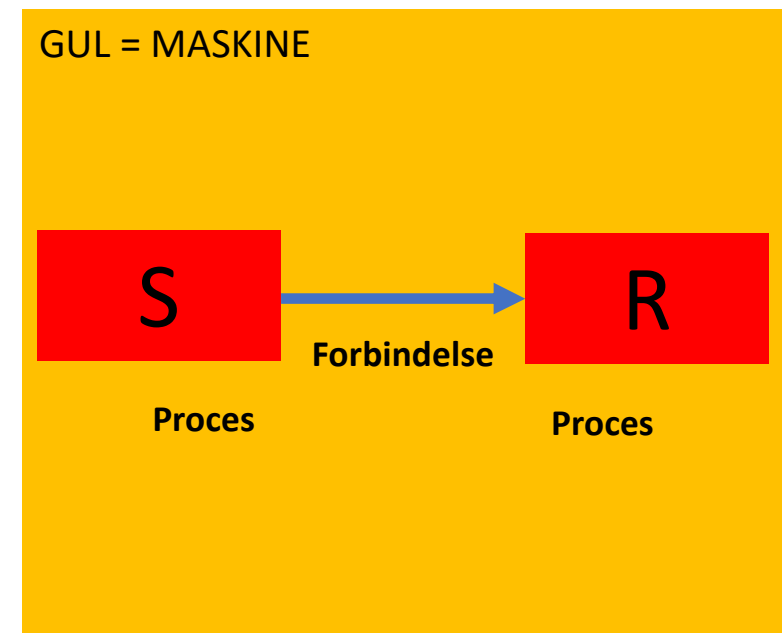 GUL = MASKINE
S
R
Forbindelse
Proces
Proces